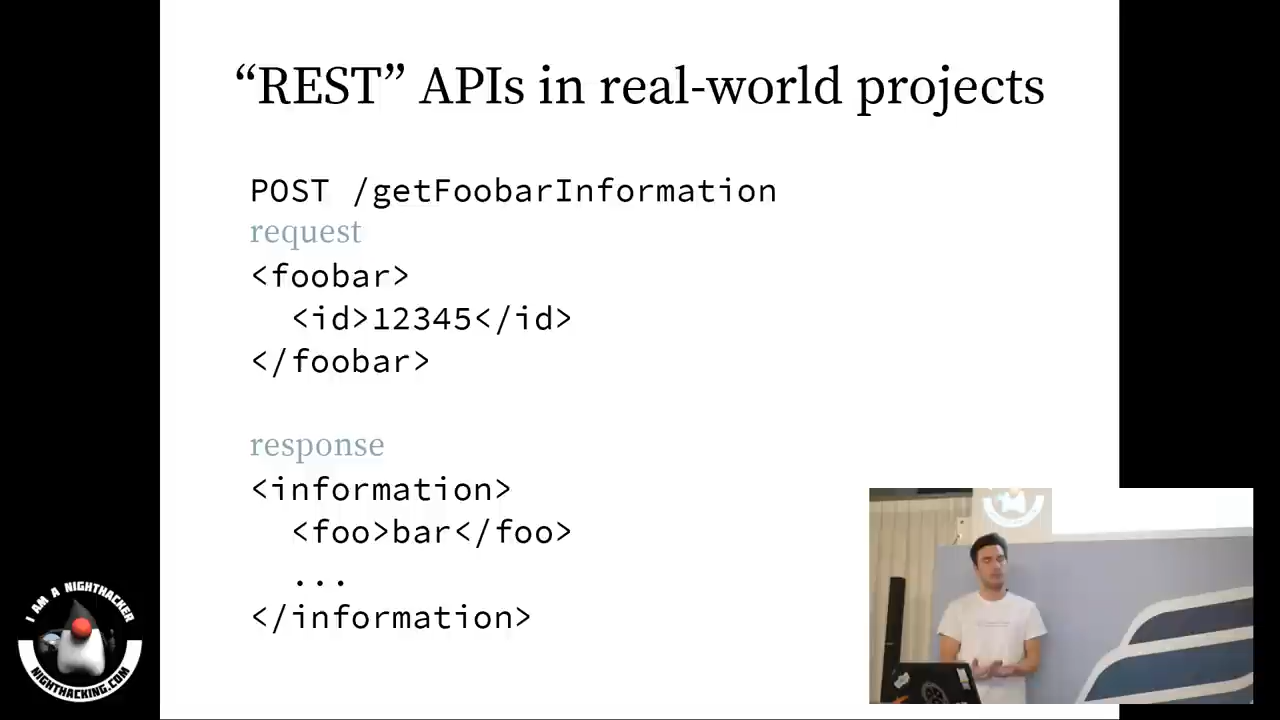 “REST” APIs in real-world projects
POST /getFoobarInformation
request
<foobar>
  <id>12345</id>
</foobar>
response
<information>
  <foo>bar</foo>
  ...
</information>
I AM A NIGHTHACKER
NIGHTHACKING.COM